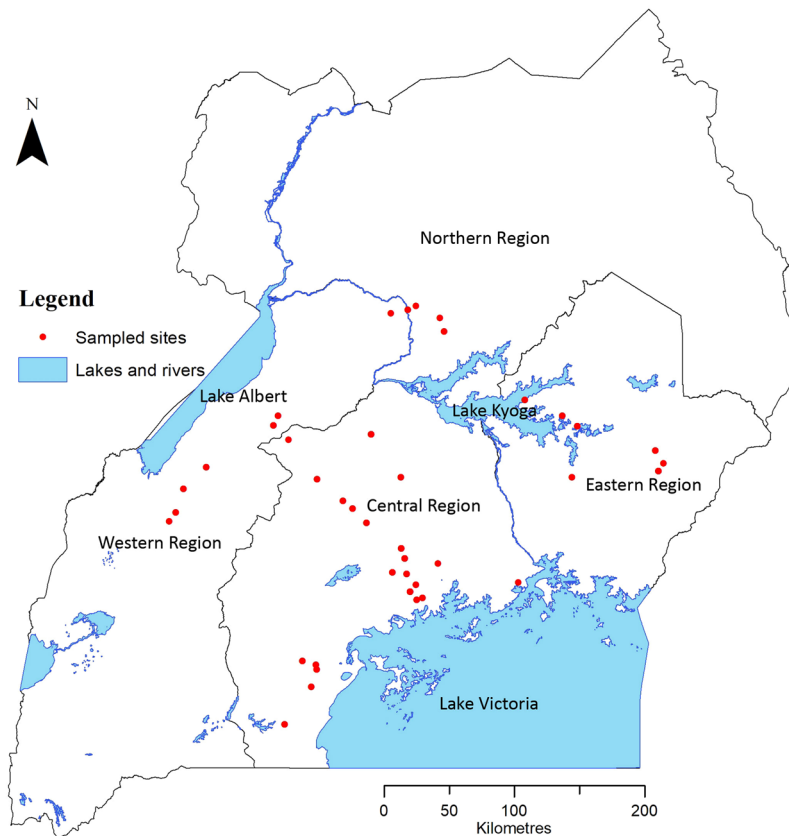 N
Northern Region
Legend
Sampled sites
Lakes and rivers
Lake Albert
Lake Kyoga
Eastern Region
Central Region
Western Region
Lake Victoria
0 50 100 200
Kilometres